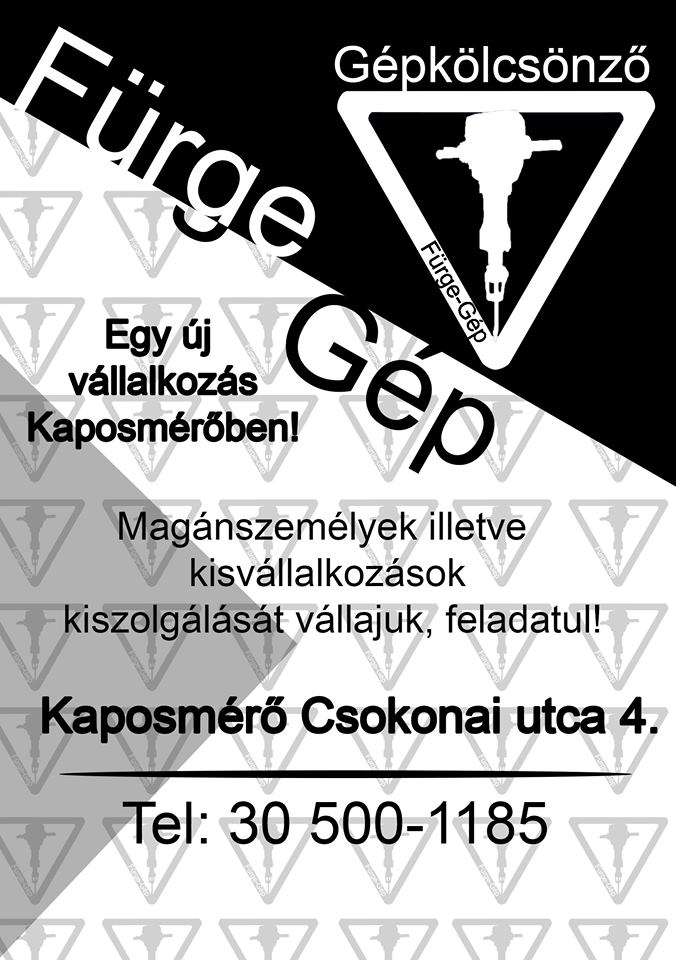 Fürge
Gép
Gépkölcsönző
Fürge-Gép
Egy új
vállalkozás
Kaposmérőben!
Magánszemélyek illetve
kisvállalkozások
kiszolgálását vállajuk, feladatul!
Kaposmérő Csokonai utca 4.
Tel: 30 500-1185